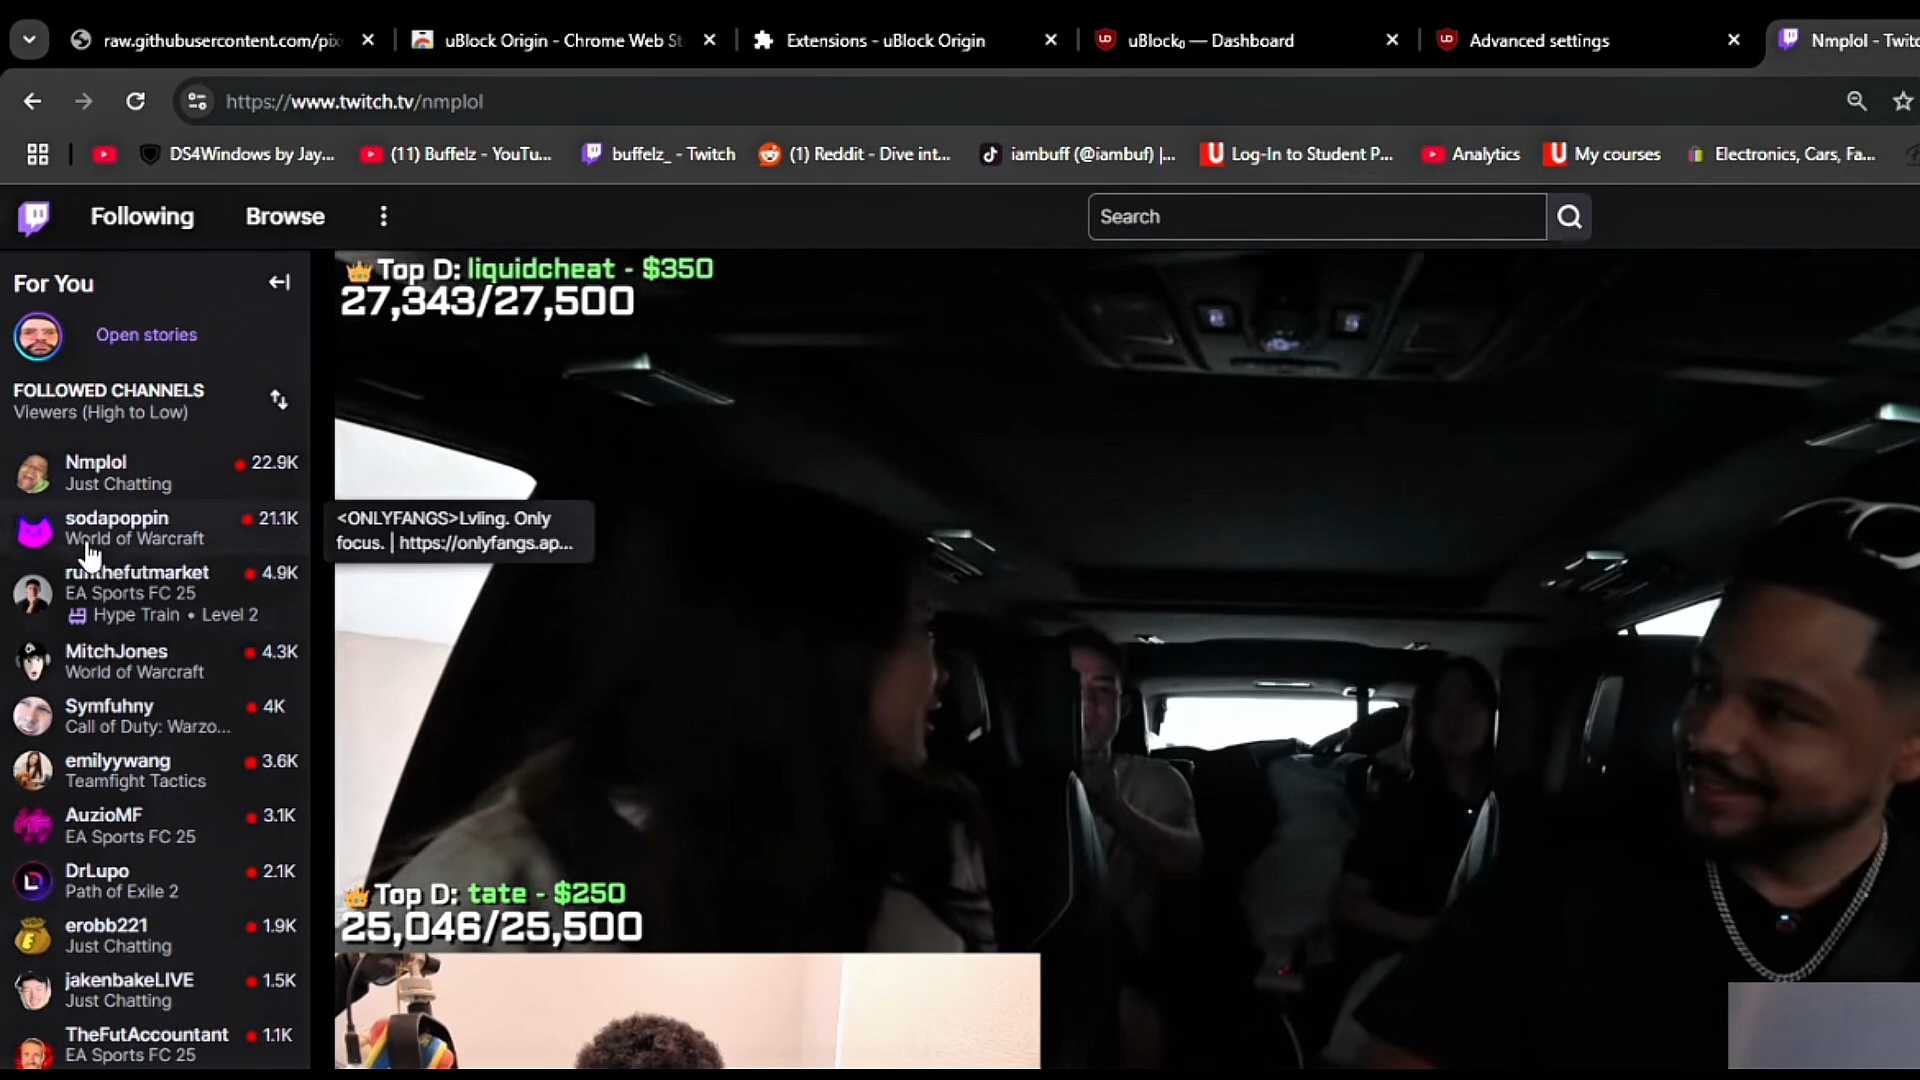 raw.githubusercontent.com/pix
uBlock Origin - Chrome Web St
Extensions - uBlock Origin
uBlock₀ — Dashboard
Advanced settings
Nmplol - Twitc
https://www.twitch.tv/nmplol
DS4Windows by Jay...
(11) Buffelz - YouTu...
buffelz_ - Twitch
(1) Reddit - Dive int...
iambuff (@iambuf) |...
Log-In to Student P...
Analytics
My courses
Electronics, Cars, Fa...
Following
Browse
Search
For You
Open stories
FOLLOWED CHANNELS
Viewers (High to Low)
Nmplol
22.9K
Just Chatting
sodapoppin
21.1K
World of Warcraft
<ONLYFANGS>Lvling. Only
focus. | https://onlyfangs.ap...
runthefutmarket
4.9K
EA Sports FC 25
Hype Train • Level 2
MitchJones
4.3K
World of Warcraft
Symfuhny
4K
Call of Duty: Warzo...
emilyywang
3.6K
Teamfight Tactics
AuzioMF
3.1K
EA Sports FC 25
DrLupo
2.1K
Path of Exile 2
erobb221
1.9K
Just Chatting
jakenbakeLIVE
1.5K
Just Chatting
TheFutAccountant
1.1K
EA Sports FC 25
Top D: liquidcheat - $350
27,343/27,500
Top D: tate - $250
25,046/25,500